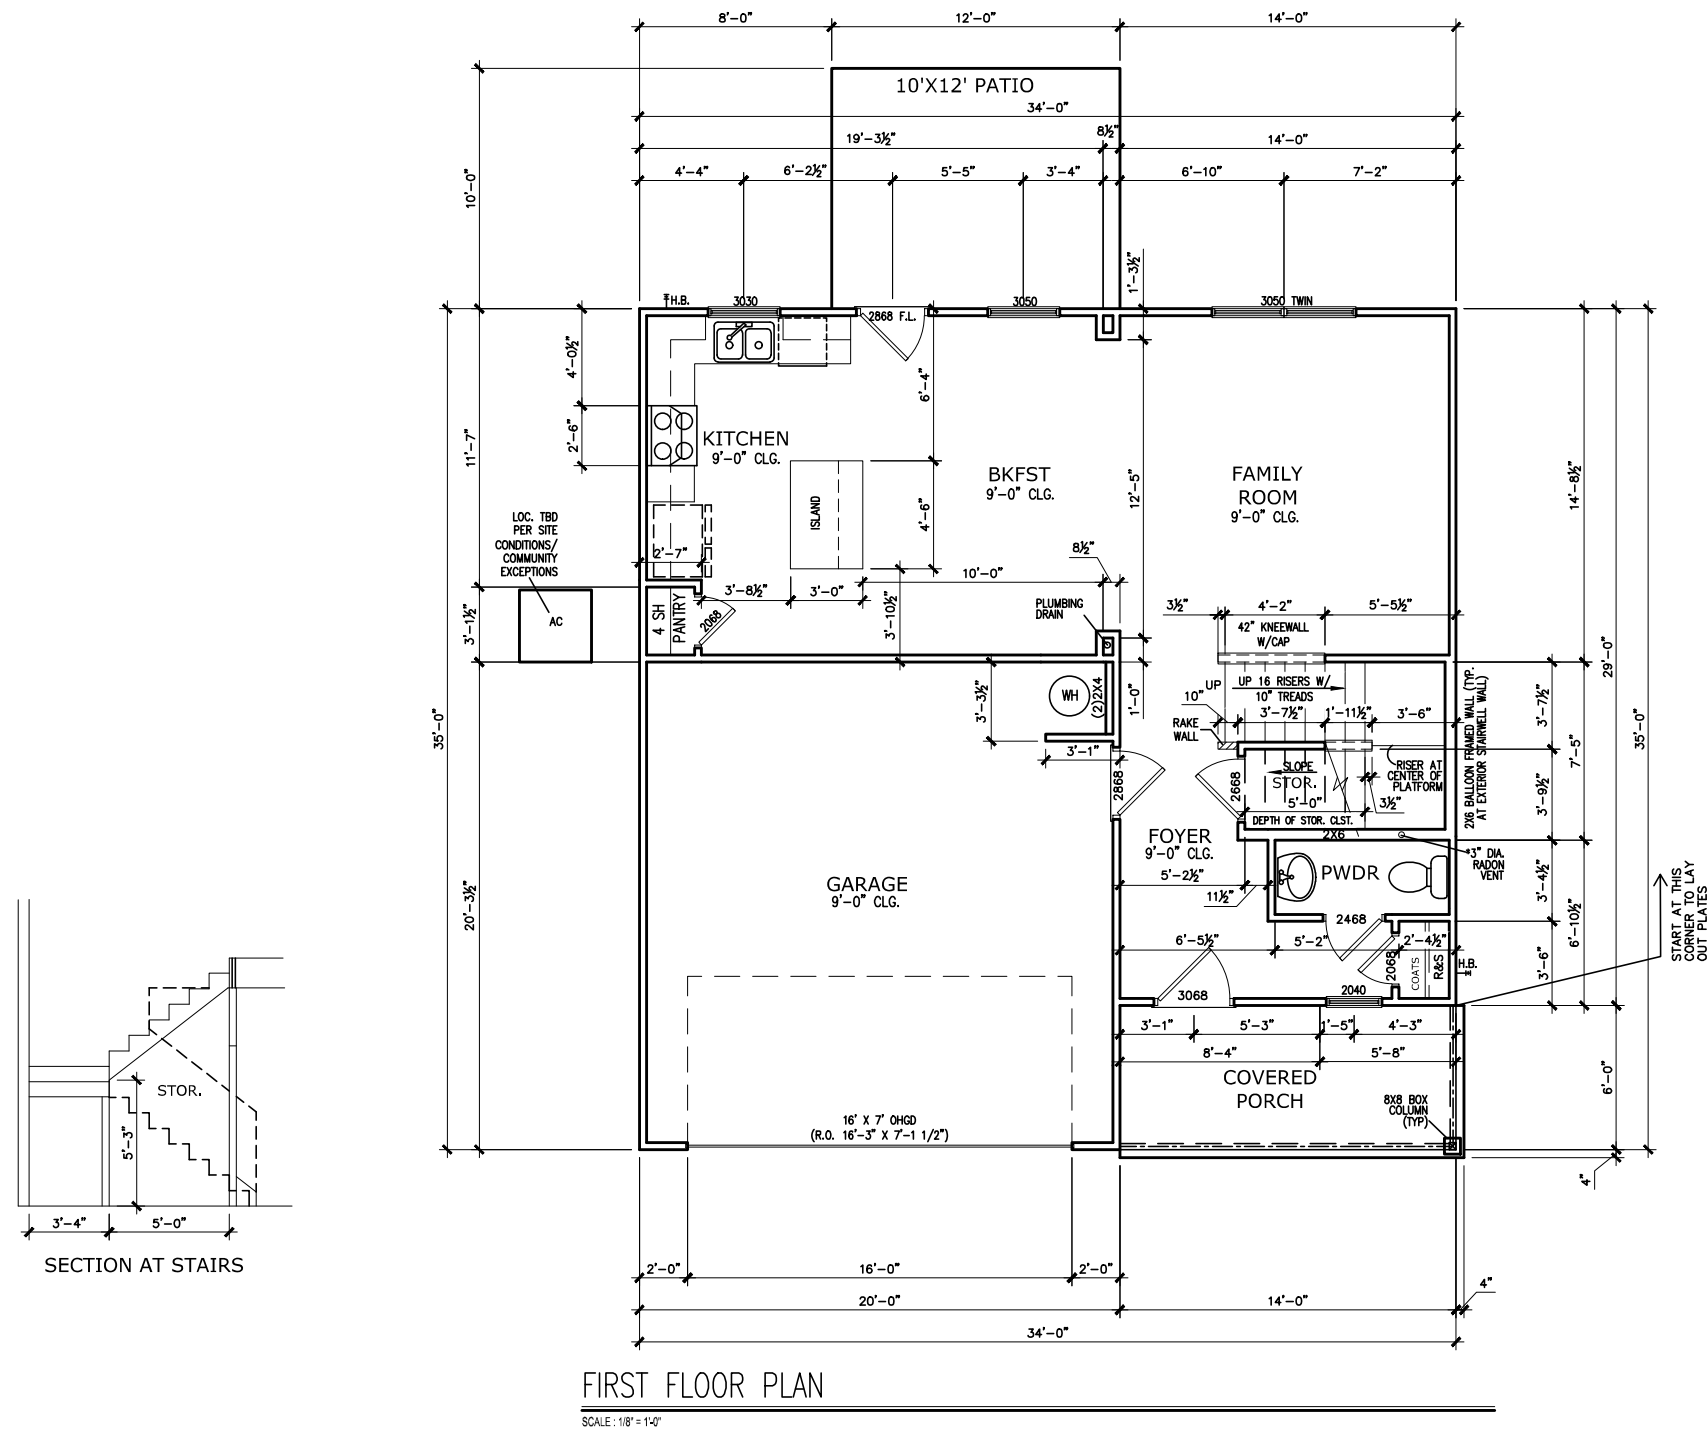 8'-0"
12'-0"
14'-0"
10'X12' PATIO
34'-0"
19'-3½"
8½"
14'-0"
4'-4"
6'-2½"
5'-5"
3'-4"
6'-10"
7'-2"
10'-0"
1'-3½"
H.B.
3030
2868 F.L.
3050
3050 TWIN
4'-0½"
2'-6"
11'-7"
6'-4"
KITCHEN
9'-0" CLG.
BKFST
9'-0" CLG.
FAMILY
ROOM
9'-0" CLG.
12'-5"
14'-8½"
ISLAND
4'-6"
LOC. TBD
PER SITE
CONDITIONS/
COMMUNITY
EXCEPTIONS
AC
2'-7"
8½"
10'-0"
3'-8½"
3'-0"
3'-10½"
PLUMBING
DRAIN
3½"
4'-2"
5'-5½"
42" KNEEWALL
W/CAP
3'-1½"
4 SH
PANTRY
2068
29'-0"
35'-0"
35'-0"
UP
UP 16 RISERS W/
10" TREADS
10"
3'-7½"
1'-11½"
3'-6"
RAKE
WALL
WH
(2)2X4
3'-3½"
1'-0"
3'-1"
2X6 BALLOON FRAMED WALL (TYP.
AT EXTERIOR STAIRWELL WALL)
3'-7½"
7'-5"
2868
2668
SLOPE
STOR.
RISER AT
CENTER OF
PLATFORM
5'-0"
3½"
DEPTH OF STOR. CLST.
2X6
3'-9½"
FOYER
9'-0" CLG.
PWDR
3" DIA.
RADON
VENT
5'-2½"
11½"
3'-4½"
6'-10½"
GARAGE
9'-0" CLG.
20'-3½"
2468
6'-5½"
5'-2"
2'-4½"
2068
COATS
R&S
H.B.
3'-6"
START AT THIS
CORNER TO LAY
OUT PLATES
3068
2040
3'-1"
5'-3"
1'-5"
4'-3"
8'-4"
5'-8"
COVERED
PORCH
8X8 BOX
COLUMN
(TYP)
6'-0"
4"
16' X 7' OHGD
(R.O. 16'-3" X 7'-1 1/2")
STOR.
5'-3"
3'-4"
5'-0"
SECTION AT STAIRS
2'-0"
16'-0"
2'-0"
20'-0"
14'-0"
4"
34'-0"
FIRST FLOOR PLAN
SCALE : 1/8" = 1'-0"